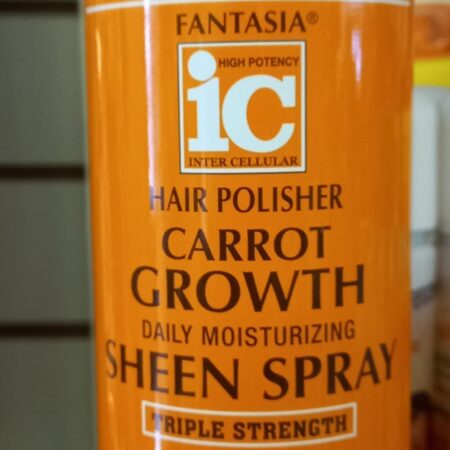 FANTASIA®
HIGH POTENCY
ic
INTER CELLULAR
HAIR POLISHER
CARROT
GROWTH
DAILY MOISTURIZING
SHEEN SPRAY
TRIPLE STRENGTH